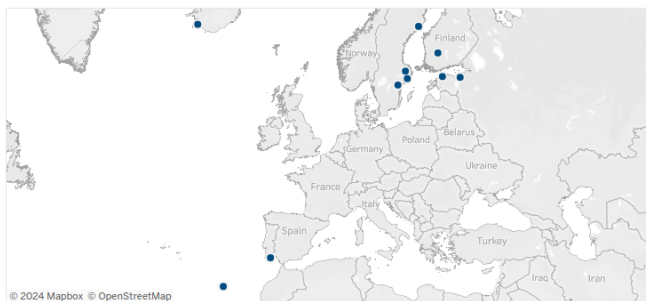 Finland
Norway
Belarus
Poland
Germany
Ukraine
France
Italy
Spain
Turkey
Iraq
Iran
© 2024 Mapbox © OpenStreetMap